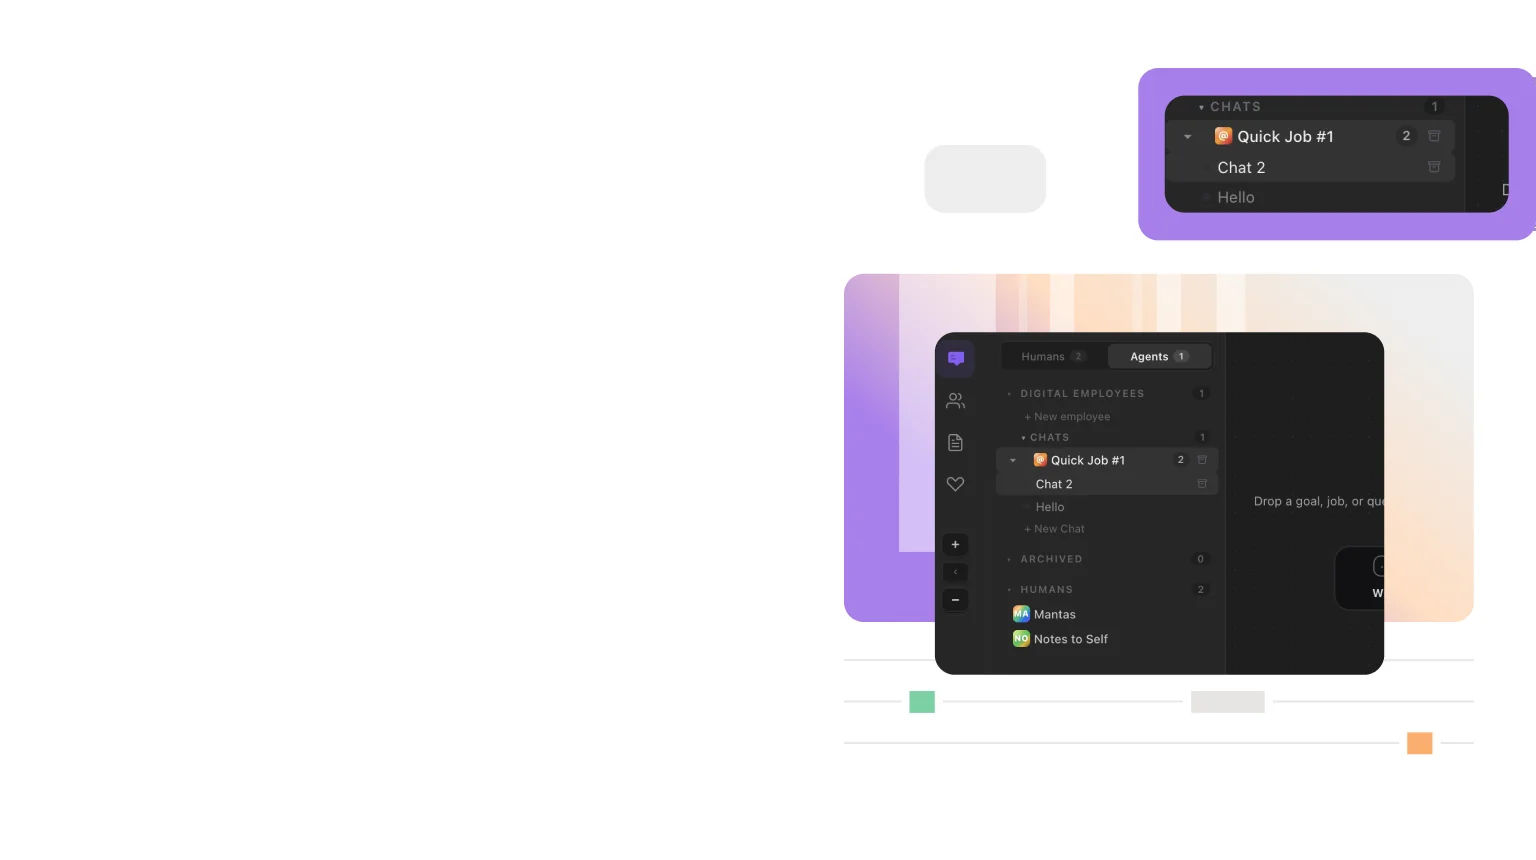 ▾ CHATS 1
@ Quick Job #1 2
Chat 2
Hello
Humans 2 Agents 1
DIGITAL EMPLOYEES 1
+ New employee
▾ CHATS 1
@ Quick Job #1 2
Chat 2
Hello
+ New Chat
ARCHIVED 0
HUMANS 2
MA Mantas
NO Notes to Self
Drop a goal, job, or que
W